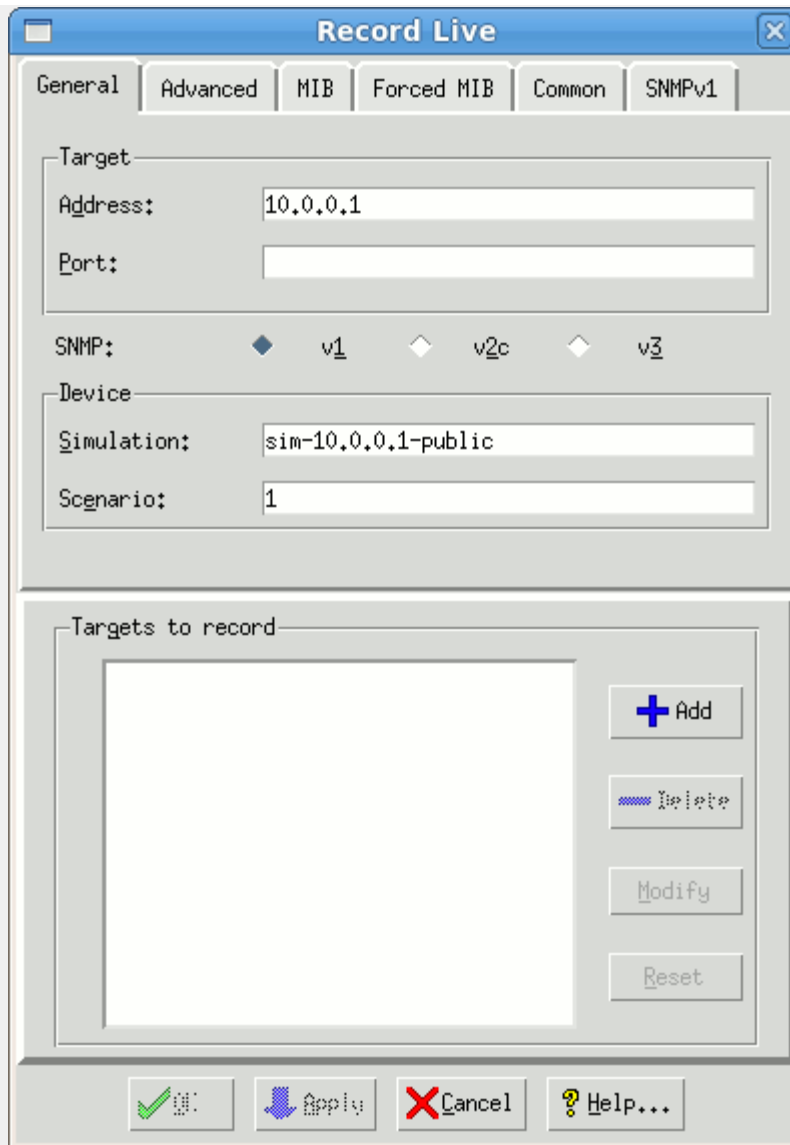 Record Live
General Advanced MIB Forced MIB Common SNMPv1
Target
Address: 10.0.0.1
Port:
SNMP: v1 v2c v3
Device
Simulation: sim-10.0.0.1-public
Scenario: 1
Targets to record
Add
Delete
Modify
Reset
OK Apply Cancel Help...